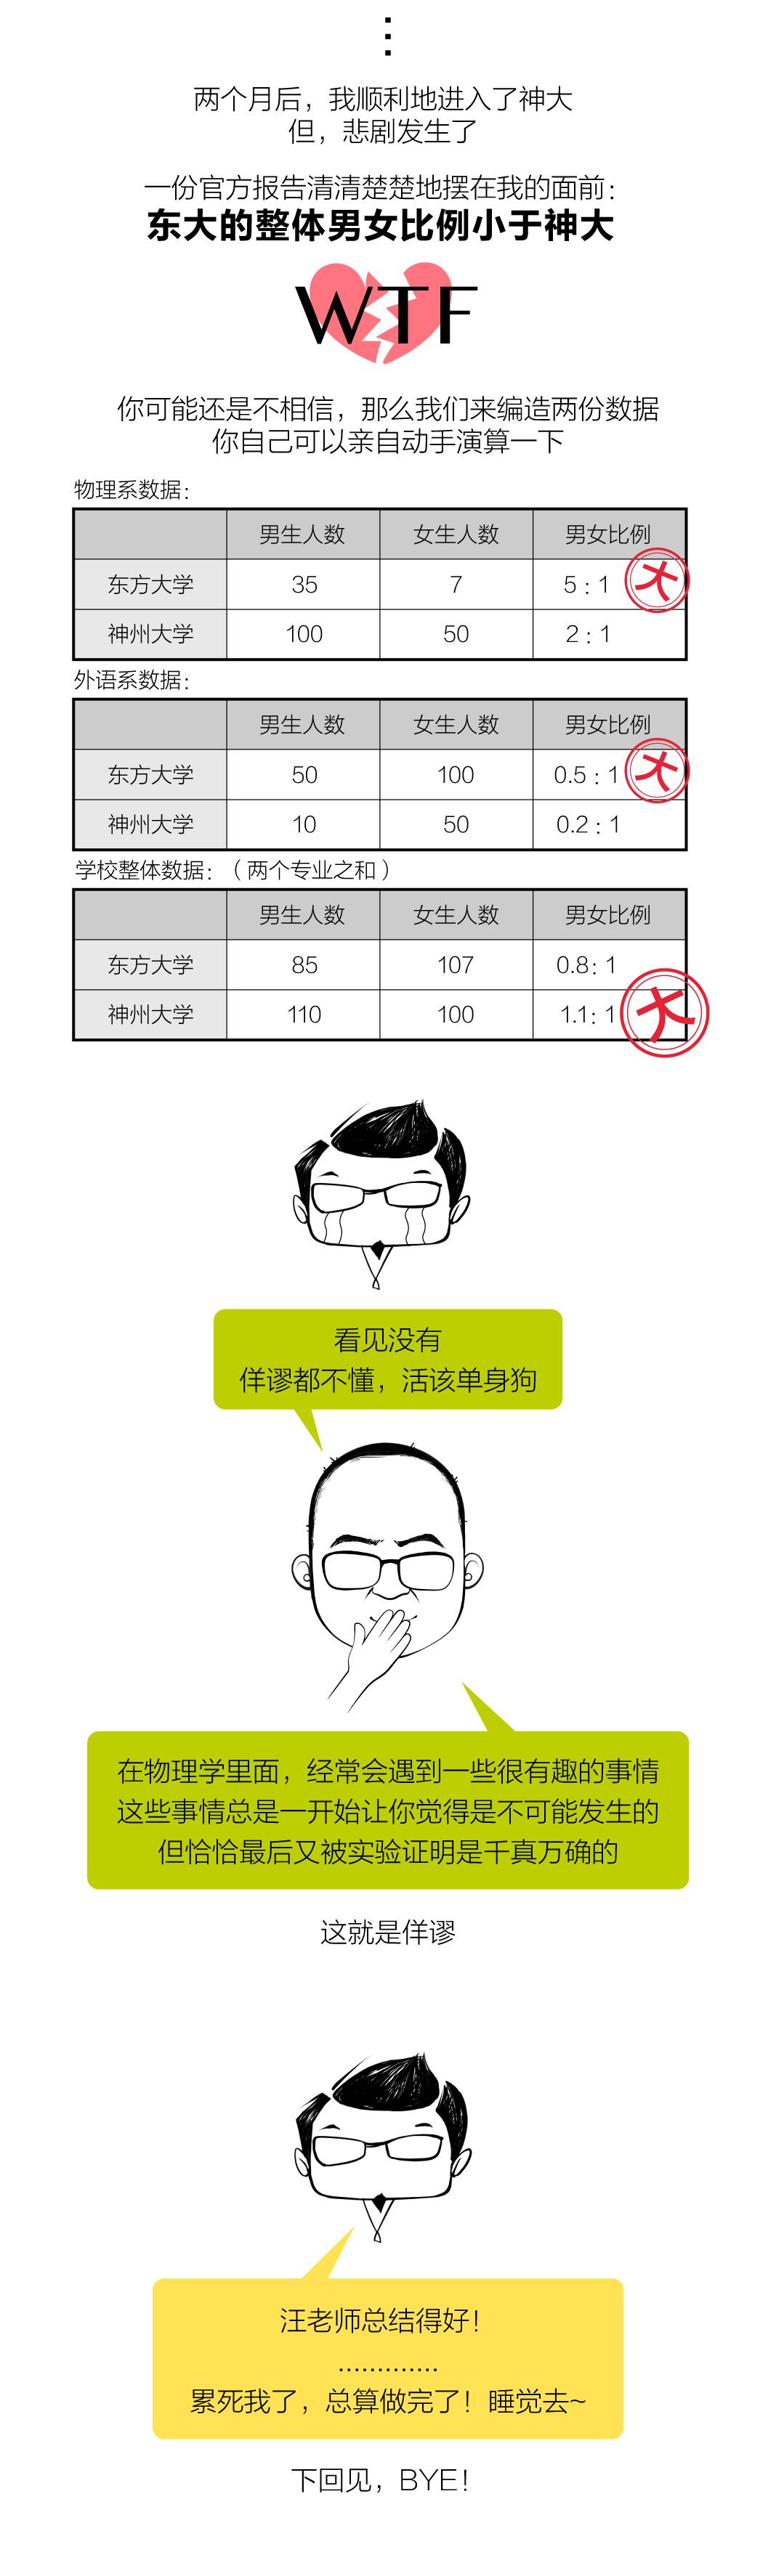 两个月后，我顺利地进入了神大
但，悲剧发生了
一份官方报告清清楚楚地摆在我的面前：
东大的整体男女比例小于神大
WTF
你可能还是不相信，那么我们来编造两份数据
你自己可以亲自动手演算一下
物理系数据：
男生人数 女生人数 男女比例
东方大学 35 7 5：1 大
神州大学 100 50 2：1
外语系数据：
男生人数 女生人数 男女比例
东方大学 50 100 0.5：1 大
神州大学 10 50 0.2：1
学校整体数据：（两个专业之和）
男生人数 女生人数 男女比例
东方大学 85 107 0.8：1
神州大学 110 100 1.1：1 大
看见没有
佯谬都不懂，活该单身狗
在物理学里面，经常会遇到一些很有趣的事情
这些事情总是一开始让你觉得是不可能发生的
但恰恰最后又被实验证明是千真万确的
这就是佯谬
汪老师总结得好！
.............
累死我了，总算做完了！睡觉去~
下回见，BYE！